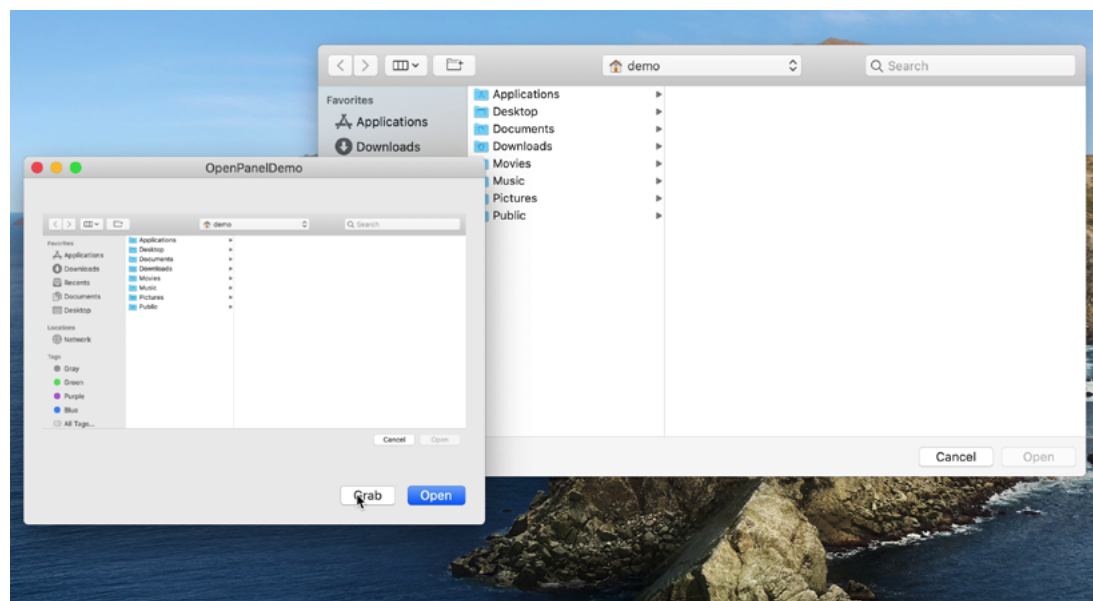 demo
Search
Favorites
Applications
Downloads
Applications
Desktop
Documents
Downloads
Movies
Music
Pictures
Public
Cancel
Open
OpenPanelDemo
demo
Search
Favorites
Applications
Downloads
Recents
Documents
Desktop
Locations
Network
Tags
Gray
Green
Purple
Blue
All Tags...
Applications
Desktop
Documents
Downloads
Movies
Music
Pictures
Public
Cancel
Open
Grab
Open